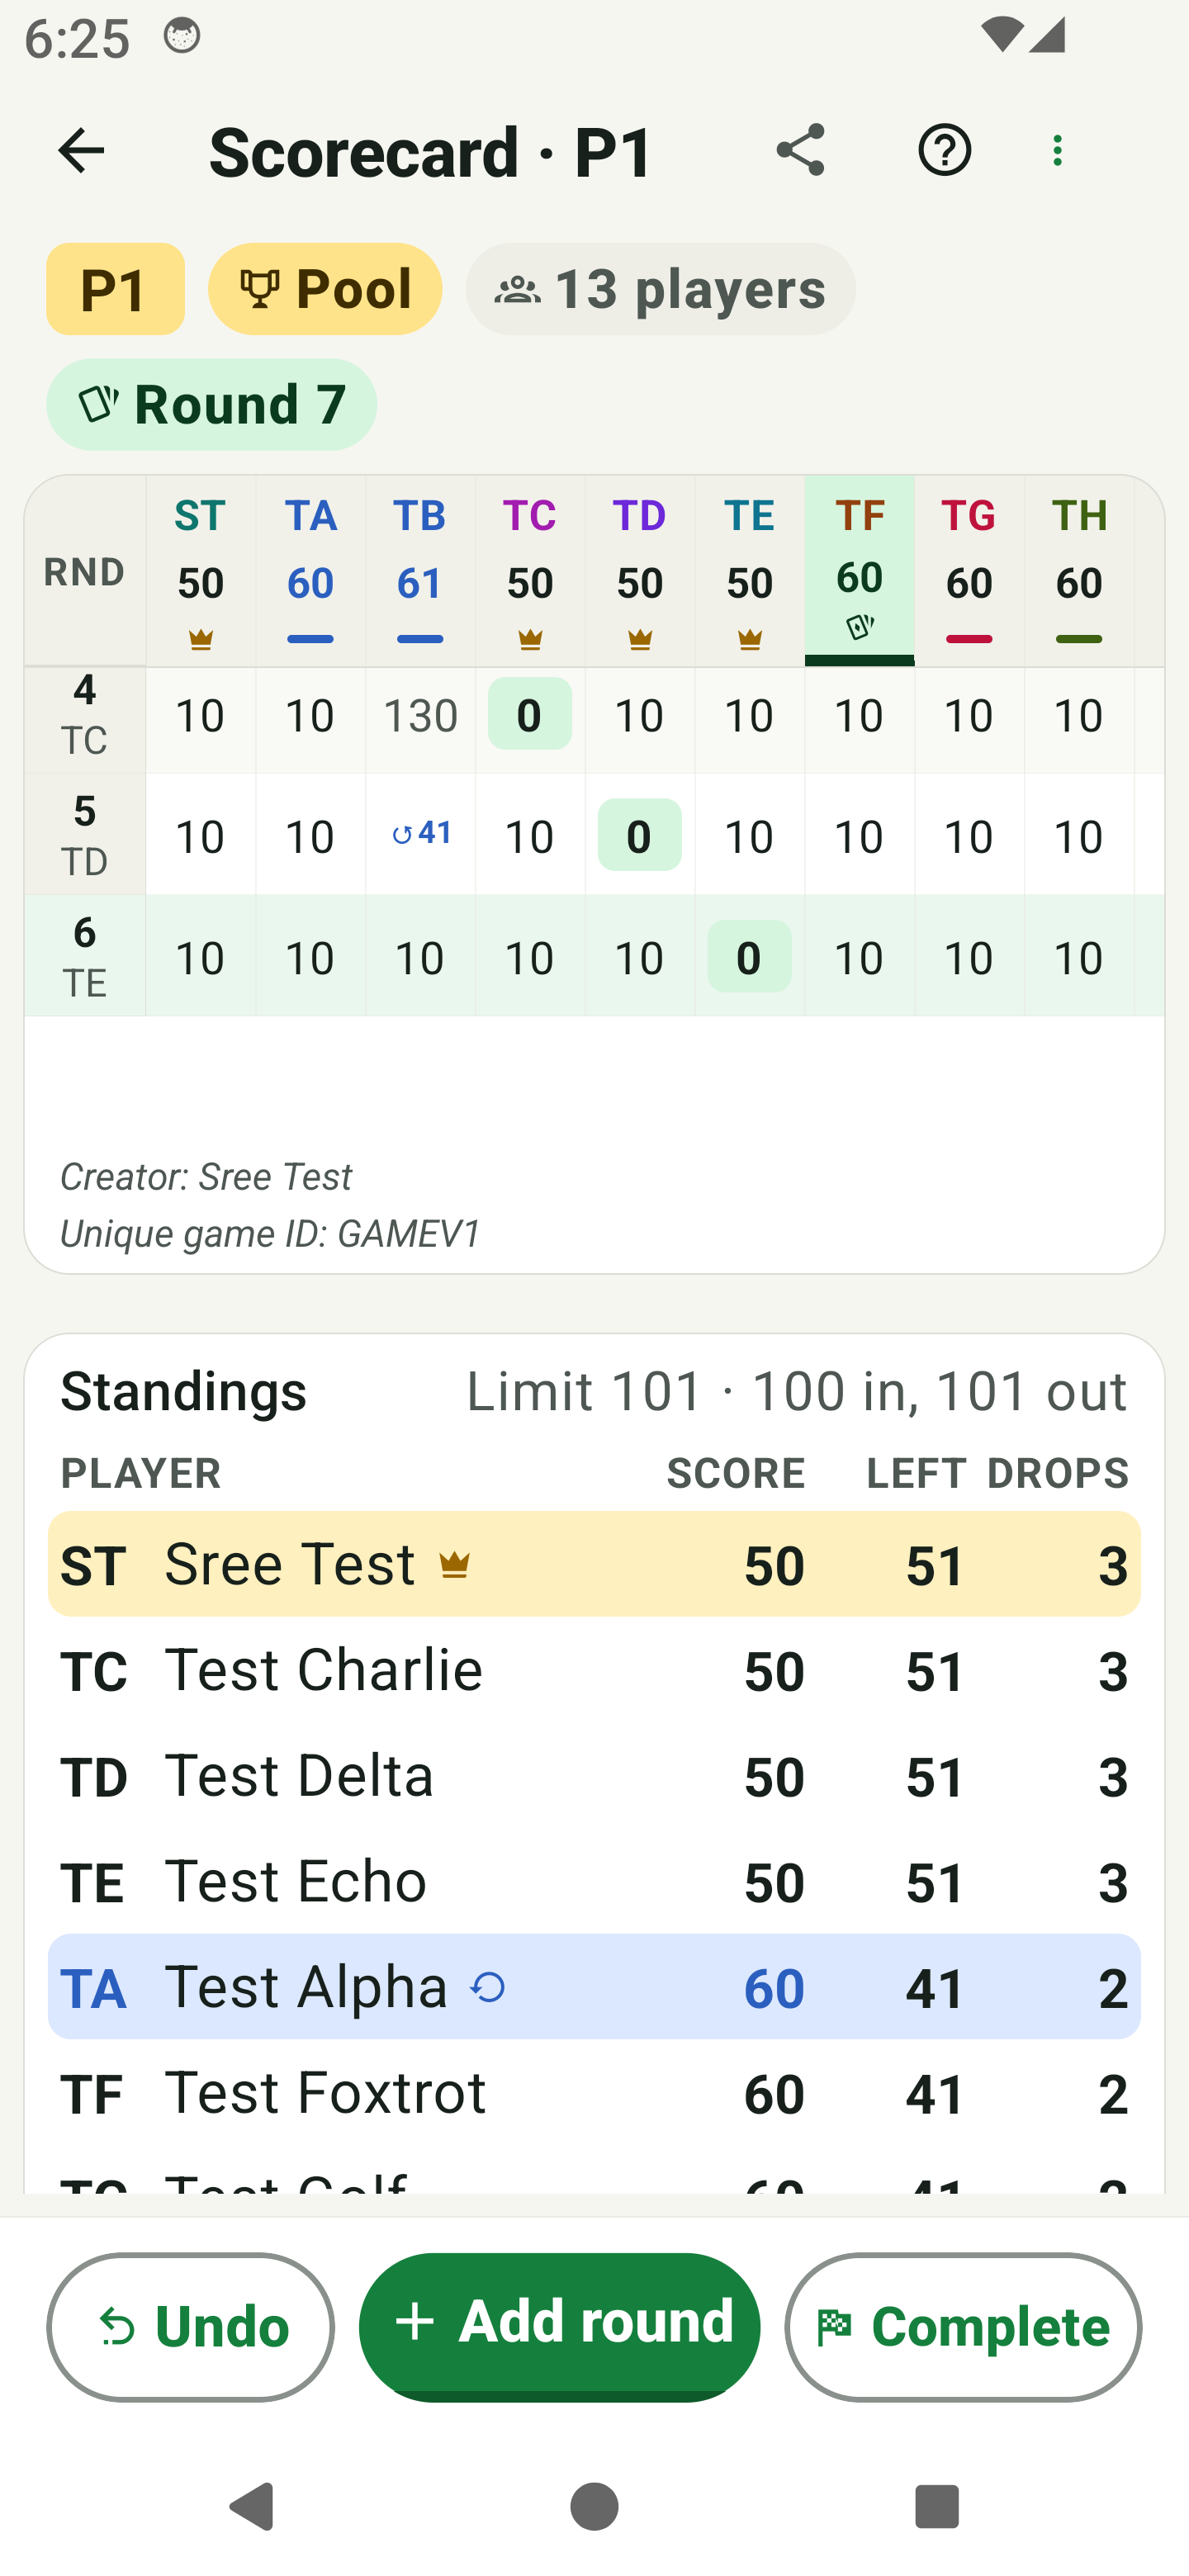 6:25
Scorecard · P1
P1 Pool 13 players
Round 7
RND ST TA TB TC TD TE TF TG TH
50 60 61 50 50 50 60 60 60
4 TC 10 10 130 0 10 10 10 10 10
5 TD 10 10 41 10 0 10 10 10 10
6 TE 10 10 10 10 10 0 10 10 10
Creator: Sree Test
Unique game ID: GAMEV1
Standings Limit 101 · 100 in, 101 out
PLAYER SCORE LEFT DROPS
ST Sree Test 50 51 3
TC Test Charlie 50 51 3
TD Test Delta 50 51 3
TE Test Echo 50 51 3
TA Test Alpha 60 41 2
TF Test Foxtrot 60 41 2
TG Test Golf 60 41
Undo Add round Complete